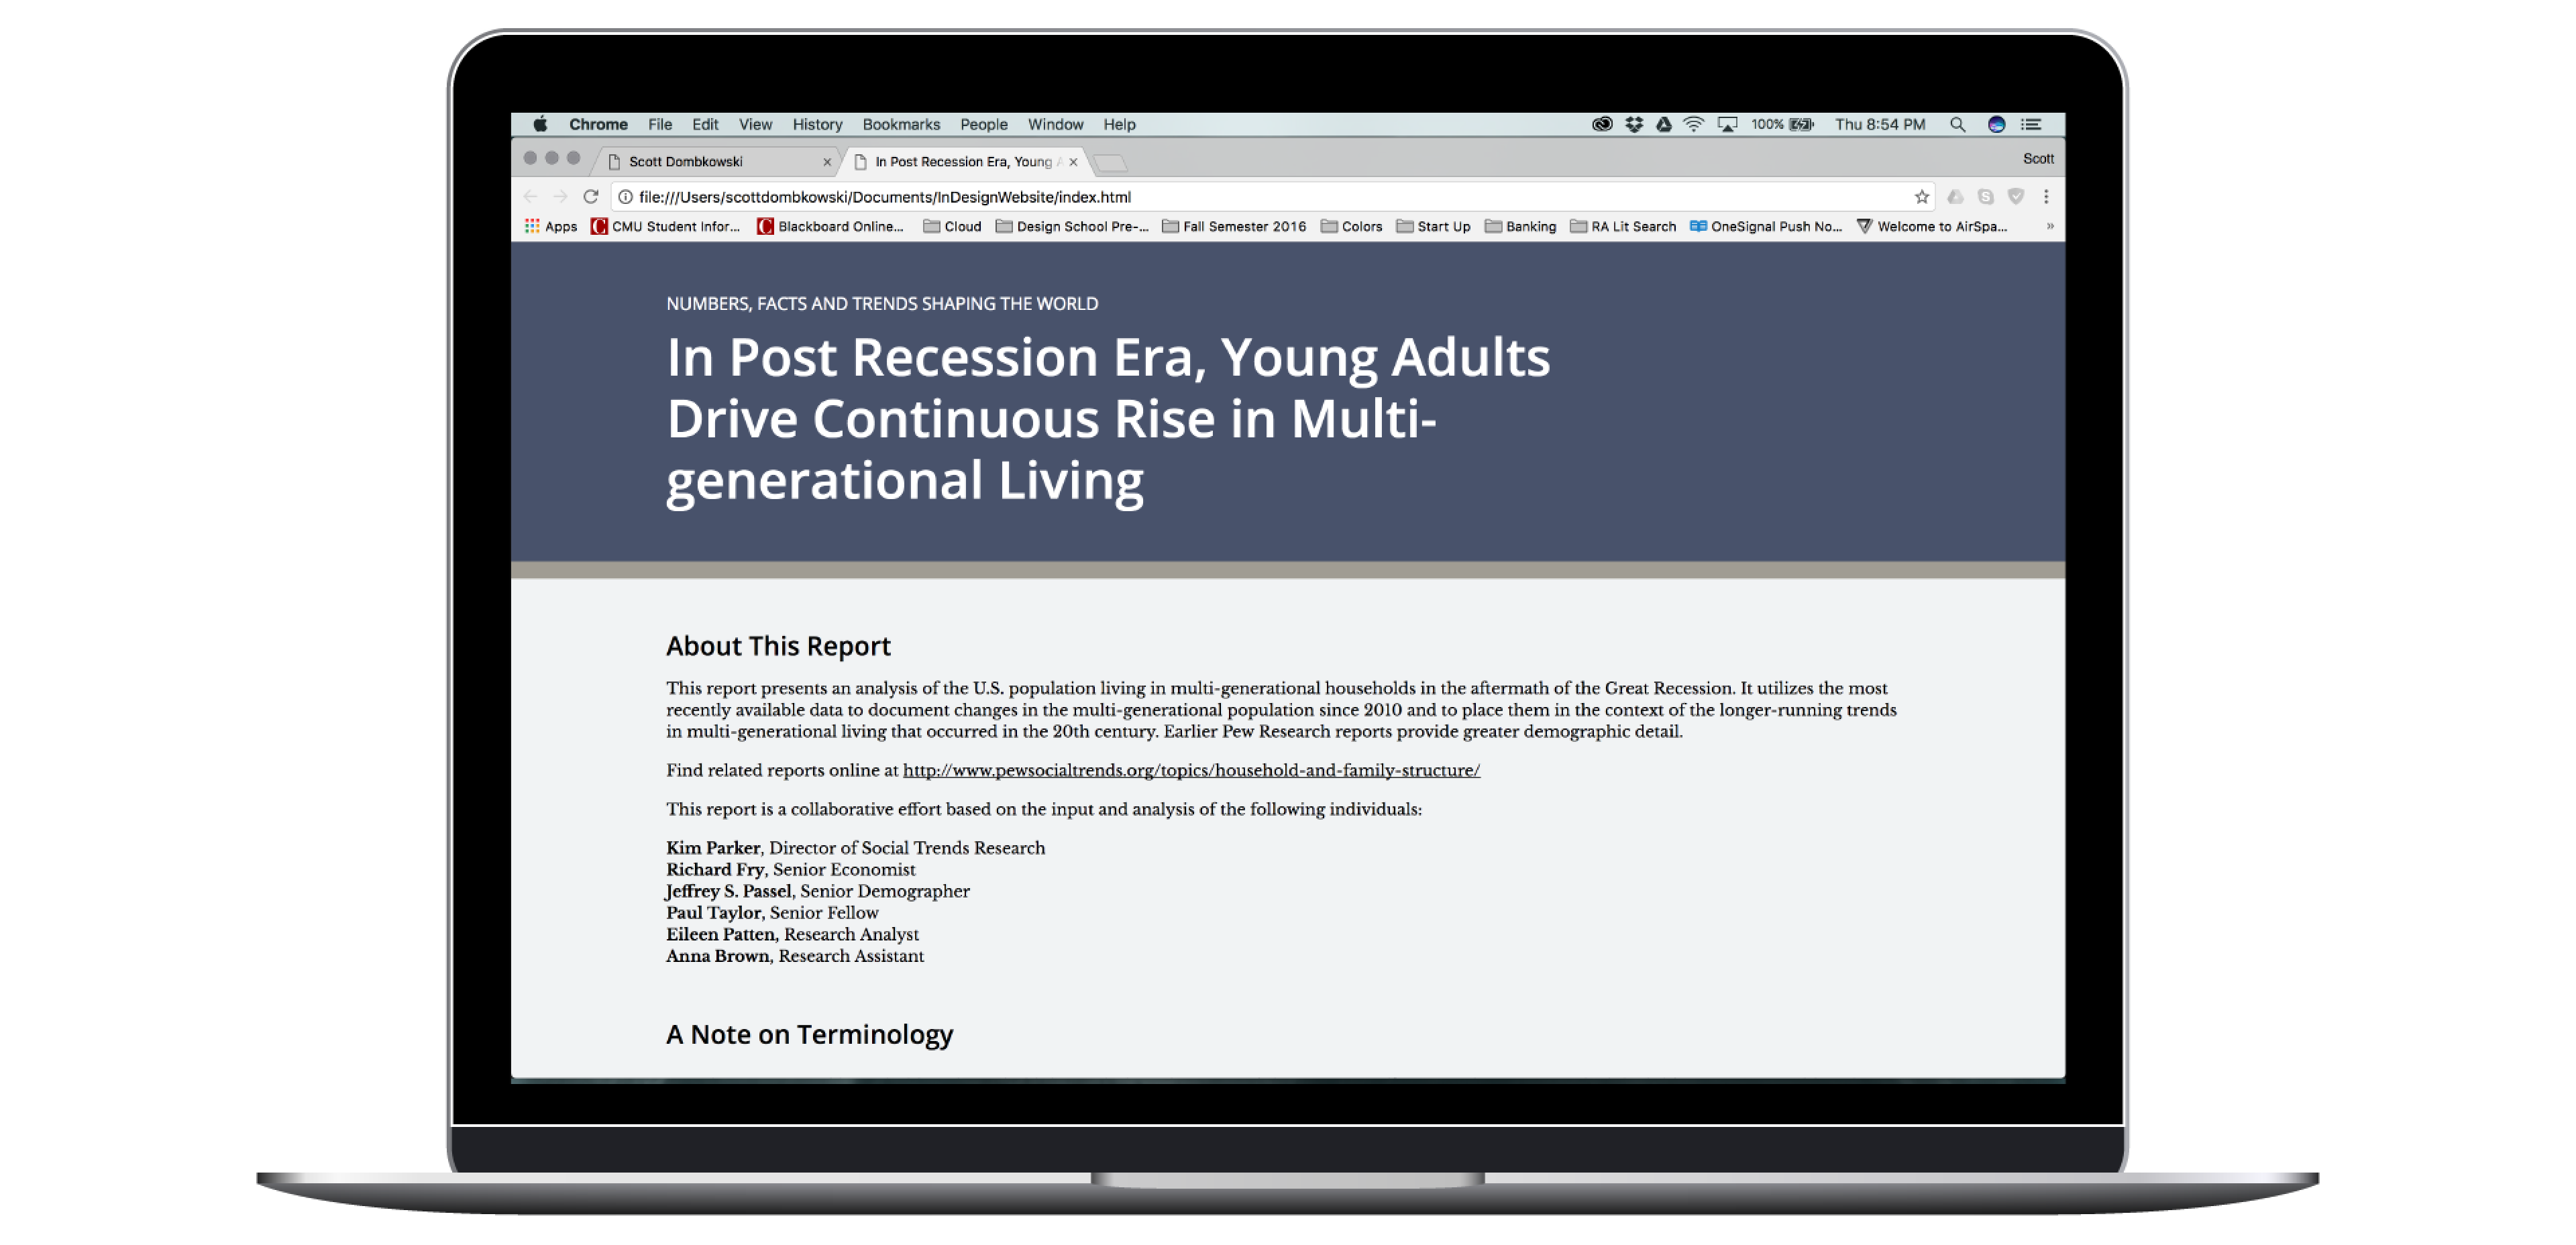 Chrome File Edit View History Bookmarks People Window Help 100% Thu 8:54 PM
Scott Dombkowski In Post Recession Era, Young A Scott
file:///Users/scottdombkowski/Documents/InDesignWebsite/index.html
Apps CMU Student Infor... Blackboard Online... Cloud Design School Pre-... Fall Semester 2016 Colors Start Up Banking RA Lit Search OneSignal Push No... Welcome to AirSpa... »
NUMBERS, FACTS AND TRENDS SHAPING THE WORLD
In Post Recession Era, Young Adults
Drive Continuous Rise in Multi-
generational Living
About This Report
This report presents an analysis of the U.S. population living in multi-generational households in the aftermath of the Great Recession. It utilizes the most
recently available data to document changes in the multi-generational population since 2010 and to place them in the context of the longer-running trends
in multi-generational living that occurred in the 20th century. Earlier Pew Research reports provide greater demographic detail.
Find related reports online at http://www.pewsocialtrends.org/topics/household-and-family-structure/
This report is a collaborative effort based on the input and analysis of the following individuals:
Kim Parker, Director of Social Trends Research
Richard Fry, Senior Economist
Jeffrey S. Passel, Senior Demographer
Paul Taylor, Senior Fellow
Eileen Patten, Research Analyst
Anna Brown, Research Assistant
A Note on Terminology